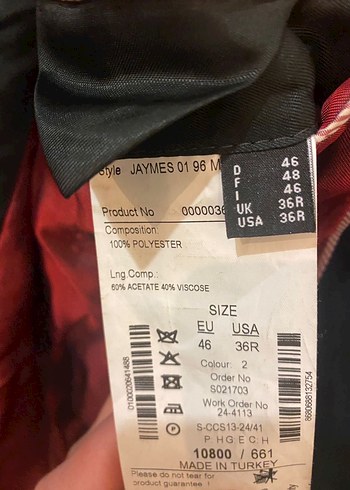 Style JAYMES 01 96 M
Product No 0000036
Composition:
100% POLYESTER
Lng.Comp.:
60% ACETATE 40% VISCOSE
SIZE
EU USA
46 36R
Colour: 2
Order No
S021703
Work Order No
24-4113
S-CCS13-24/41
P H G E C H
10800 / 661
MADE IN TURKEY
Please do not tear for
product guarantee !
D 46
F 48
I 46
UK 36R
USA 36R
0100020641488
8680688132754